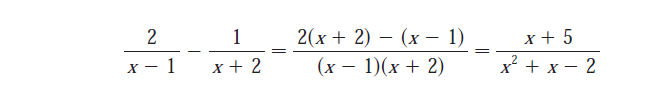 2/(x − 1) − 1/(x + 2) = (2(x + 2) − (x − 1))/((x − 1)(x + 2)) = (x + 5)/(x² + x − 2)